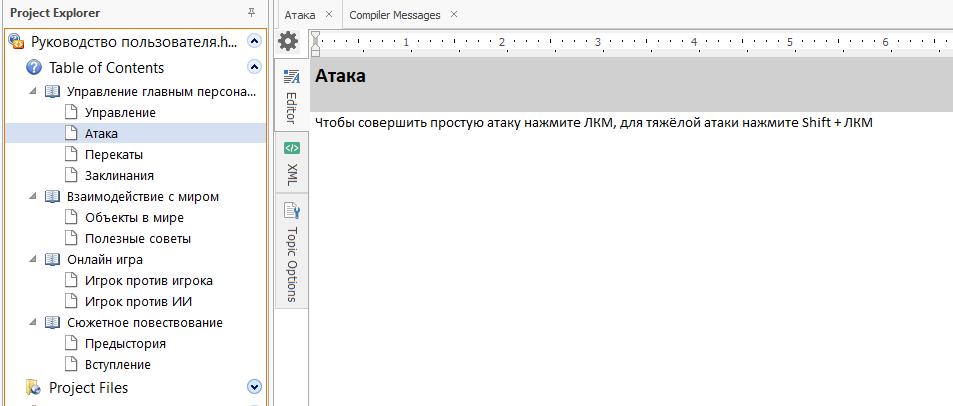 Project Explorer
Руководство пользователя.h...
Table of Contents
Управление главным персона...
Управление
Атака
Перекаты
Заклинания
Взаимодействие с миром
Объекты в мире
Полезные советы
Онлайн игра
Игрок против игрока
Игрок против ИИ
Сюжетное повествование
Предыстория
Вступление
Project Files
Атака
Compiler Messages
1 2 3 4 5 6
Editor
XML
Topic Options
Атака
Чтобы совершить простую атаку нажмите ЛКМ, для тяжёлой атаки нажмите Shift + ЛКМ